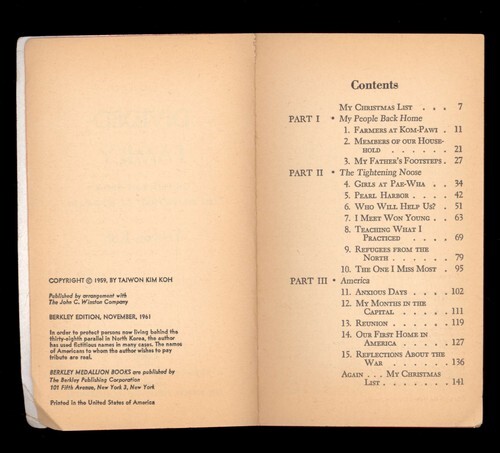 COPYRIGHT © 1959, BY TAIWON KIM KOH
Published by arrangement with
The John C. Winston Company
BERKLEY EDITION, NOVEMBER, 1961
In order to protect persons now living behind the
thirty-eighth parallel in North Korea, the author
has used fictitious names in many cases. The names
of Americans to whom the author wishes to pay
tribute are real.
BERKLEY MEDALLION BOOKS are published by
The Berkley Publishing Corporation
101 Fifth Avenue, New York 3, New York
Printed in the United States of America
Contents
MY CHRISTMAS LIST . . . 7
PART I • My People Back Home
1. FARMERS AT KOM-PAWI . 11
2. MEMBERS OF OUR HOUSE-
HOLD . . . . . . 21
3. MY FATHER'S FOOTSTEPS . 27
PART II • The Tightening Noose
4. GIRLS AT PAE-WHA . . 34
5. PEARL HARBOR . . . . 42
6. WHO WILL HELP US? . 51
7. I MEET WON YOUNG . . 63
8. TEACHING WHAT I
PRACTICED . . . . 69
9. REFUGEES FROM THE
NORTH . . . . . . 79
10. THE ONE I MISS MOST . 95
PART III • America
11. ANXIOUS DAYS . . . . 102
12. MY MONTHS IN THE
CAPITAL . . . . . 111
13. REUNION . . . . . . 119
14. OUR FIRST HOME IN
AMERICA . . . . . 127
15. REFLECTIONS ABOUT THE
WAR . . . . . . . 136
AGAIN . . . MY CHRISTMAS
LIST . . . . . . . . 141